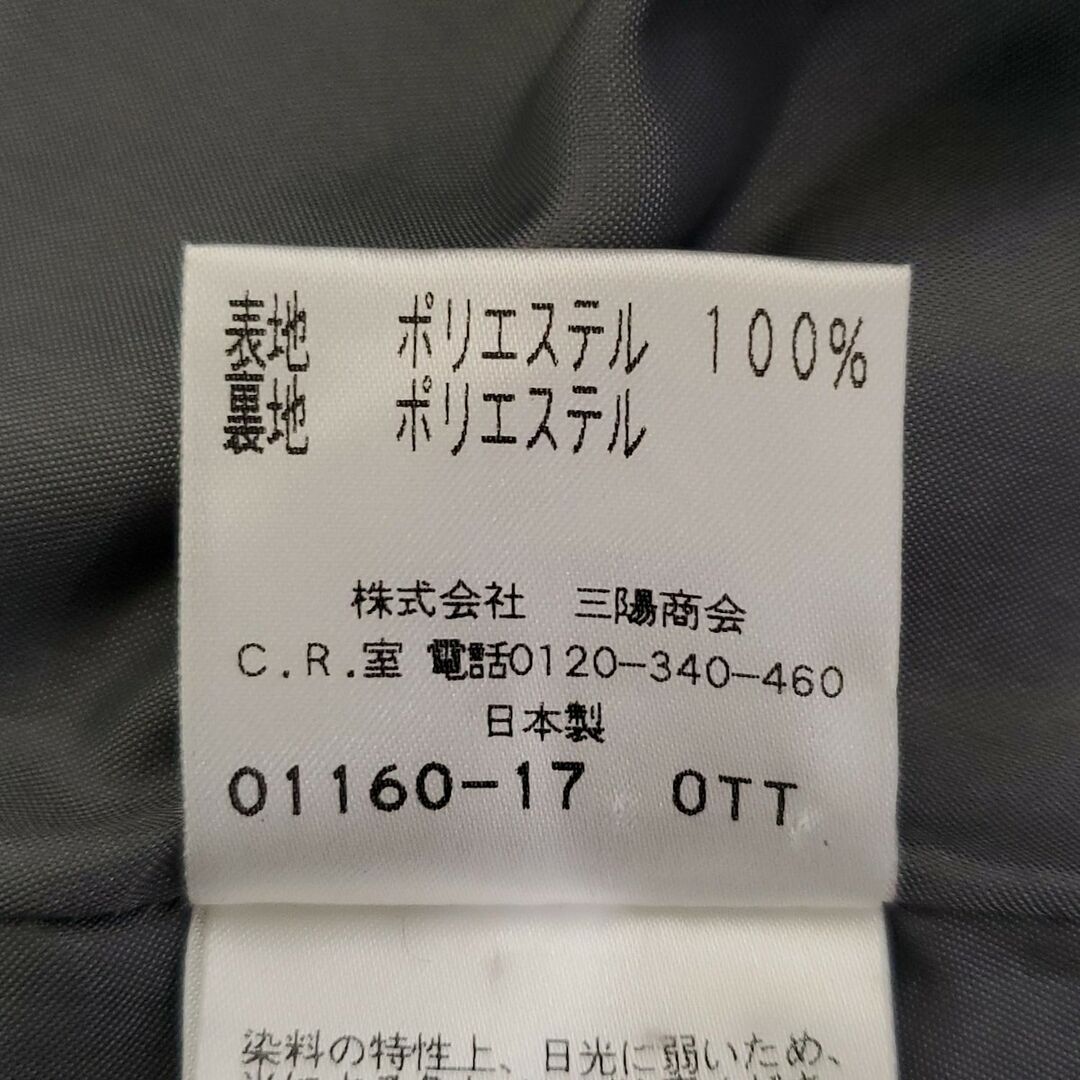 表地 ポリエステル 100%
裏地 ポリエステル
株式会社 三陽商会
C.R.室 電話0120-340-460
日本製
01160-17 OTT
染料の特性上、日光に弱いため、